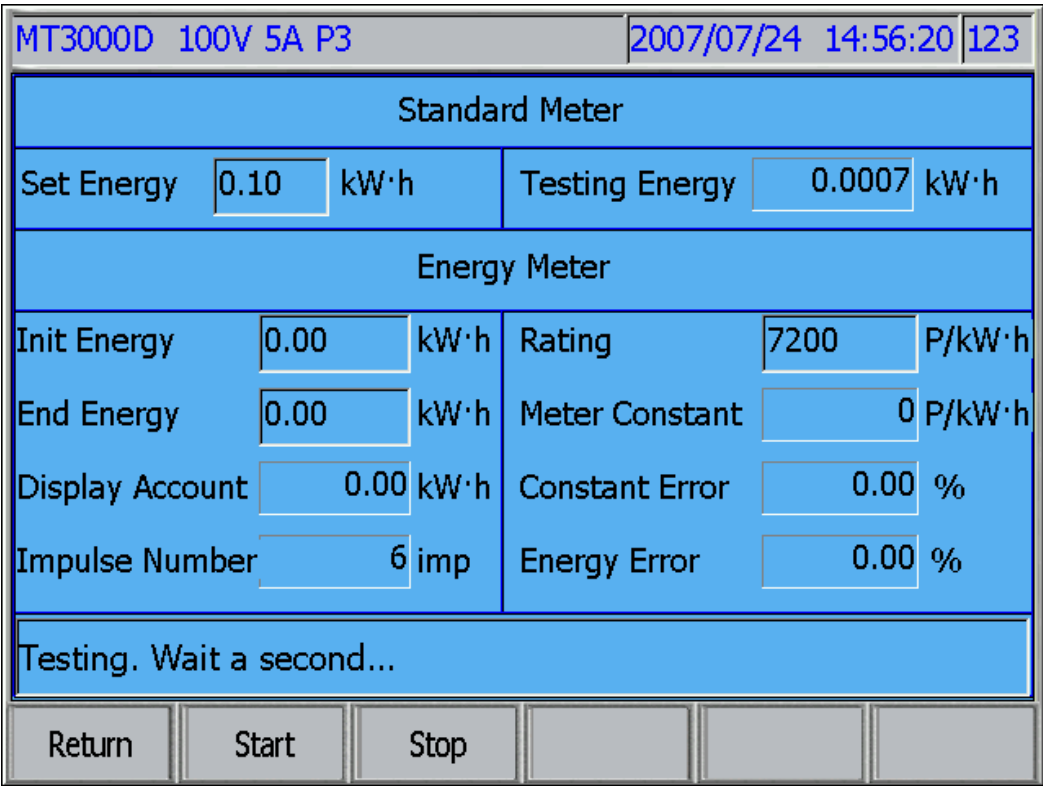 MT3000D 100V 5A P3 2007/07/24 14:56:20 123
Standard Meter
Set Energy 0.10 kW·h Testing Energy 0.0007 kW·h
Energy Meter
Init Energy 0.00 kW·h Rating 7200 P/kW·h
End Energy 0.00 kW·h Meter Constant 0 P/kW·h
Display Account 0.00 kW·h Constant Error 0.00 %
Impulse Number 6 imp Energy Error 0.00 %
Testing. Wait a second...
Return Start Stop